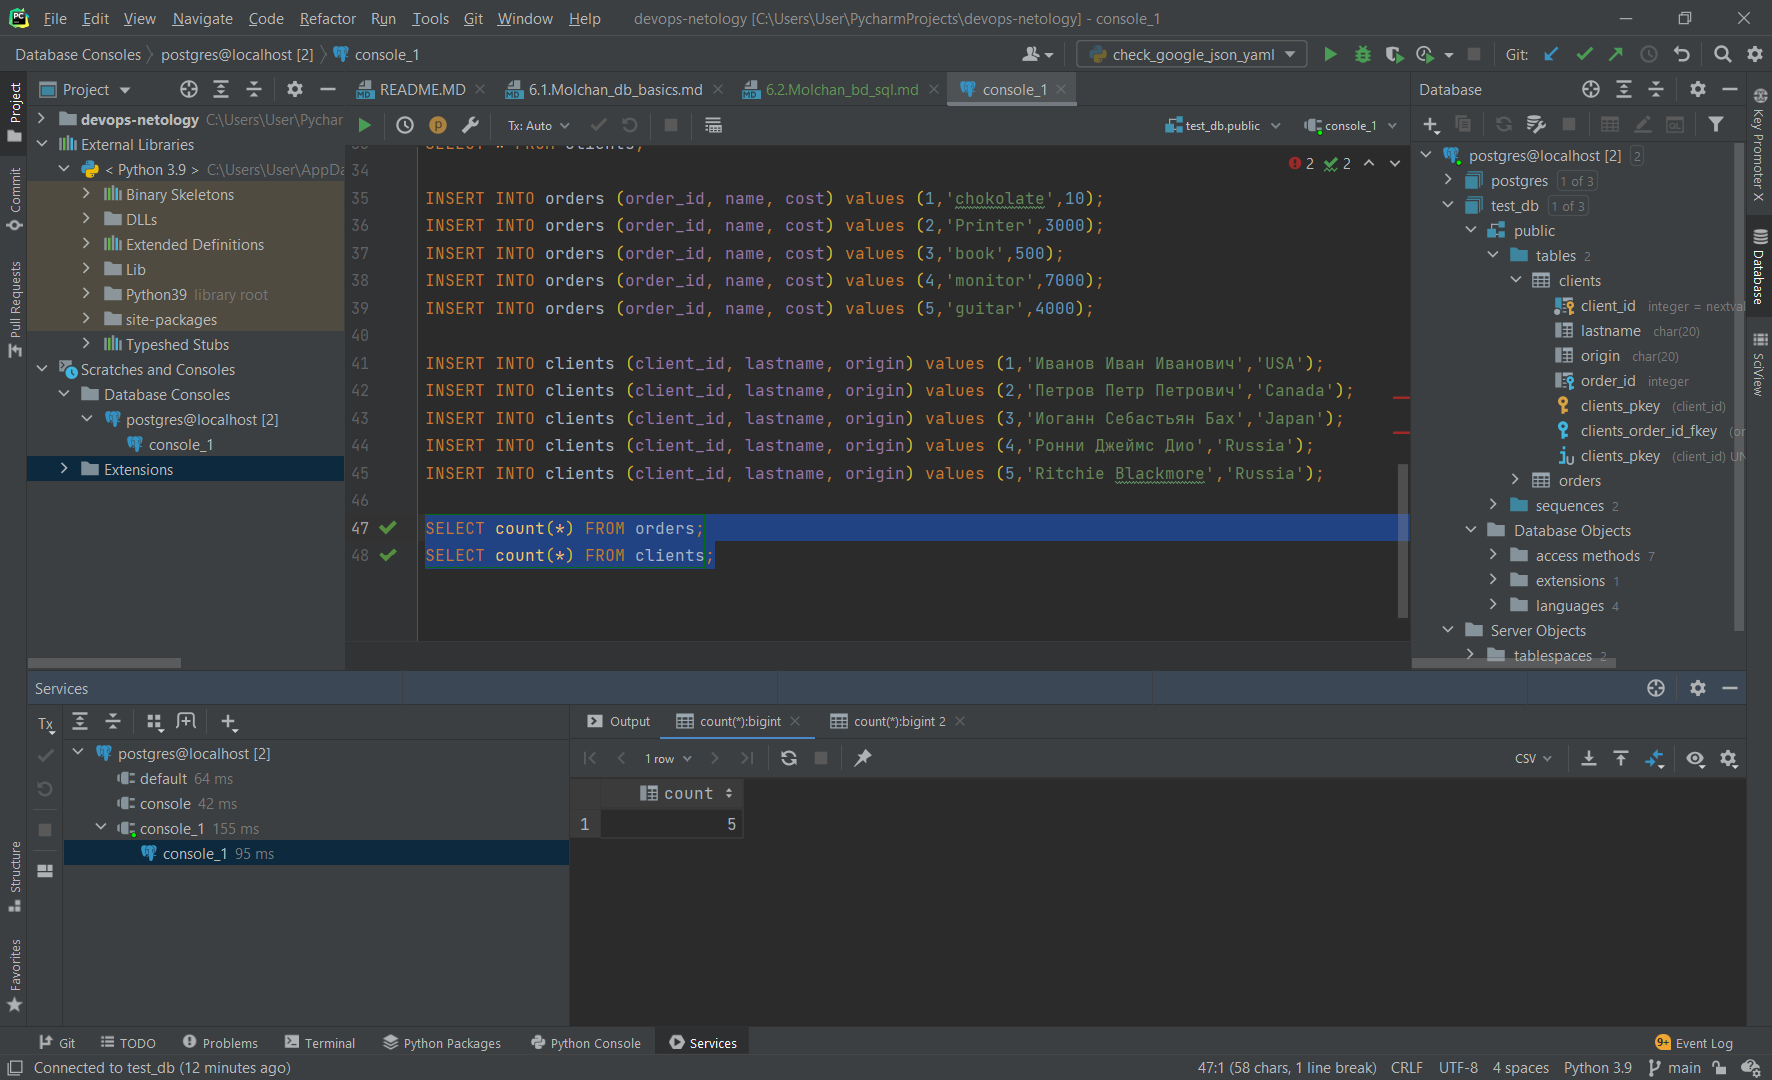 File Edit View Navigate Code Refactor Run Tools Git Window Help devops-netology [C:\Users\User\PycharmProjects\devops-netology] - console_1
Database Consoles postgres@localhost [2] console_1 check_google_json_yaml Git:
Project README.MD 6.1.Molchan_db_basics.md 6.2.Molchan_bd_sql.md console_1 Database
Tx: Auto test_db.public console_1
devops-netology C:\Users\User\Pychar
External Libraries
< Python 3.9 > C:\Users\User\AppDa
Binary Skeletons
DLLs
Extended Definitions
Lib
Python39 library root
site-packages
Typeshed Stubs
Scratches and Consoles
Database Consoles
postgres@localhost [2]
console_1
Extensions
2 2
34
35 INSERT INTO orders (order_id, name, cost) values (1,'chokolate',10);
36 INSERT INTO orders (order_id, name, cost) values (2,'Printer',3000);
37 INSERT INTO orders (order_id, name, cost) values (3,'book',500);
38 INSERT INTO orders (order_id, name, cost) values (4,'monitor',7000);
39 INSERT INTO orders (order_id, name, cost) values (5,'guitar',4000);
40
41 INSERT INTO clients (client_id, lastname, origin) values (1,'Иванов Иван Иванович','USA');
42 INSERT INTO clients (client_id, lastname, origin) values (2,'Петров Петр Петрович','Canada');
43 INSERT INTO clients (client_id, lastname, origin) values (3,'Иоганн Себастьян Бах','Japan');
44 INSERT INTO clients (client_id, lastname, origin) values (4,'Ронни Джеймс Дио','Russia');
45 INSERT INTO clients (client_id, lastname, origin) values (5,'Ritchie Blackmore','Russia');
46
47 SELECT count(*) FROM orders;
48 SELECT count(*) FROM clients;
postgres@localhost [2] 2
postgres 1 of 3
test_db 1 of 3
public
tables 2
clients
client_id integer = nextval
lastname char(20)
origin char(20)
order_id integer
clients_pkey (client_id)
clients_order_id_fkey (or
clients_pkey (client_id) UN
orders
sequences 2
Database Objects
access methods 7
extensions 1
languages 4
Server Objects
tablespaces 2
Project
Commit
Pull Requests
Structure
Favorites
Key Promoter X
Database
SciView
Services
Tx Output count(*):bigint count(*):bigint 2
postgres@localhost [2]
default 64 ms
console 42 ms
console_1 155 ms
console_1 95 ms
1 row CSV
count
1 5
Git TODO Problems Terminal Python Packages Python Console Services 9+ Event Log
Connected to test_db (12 minutes ago) 47:1 (58 chars, 1 line break) CRLF UTF-8 4 spaces Python 3.9 main